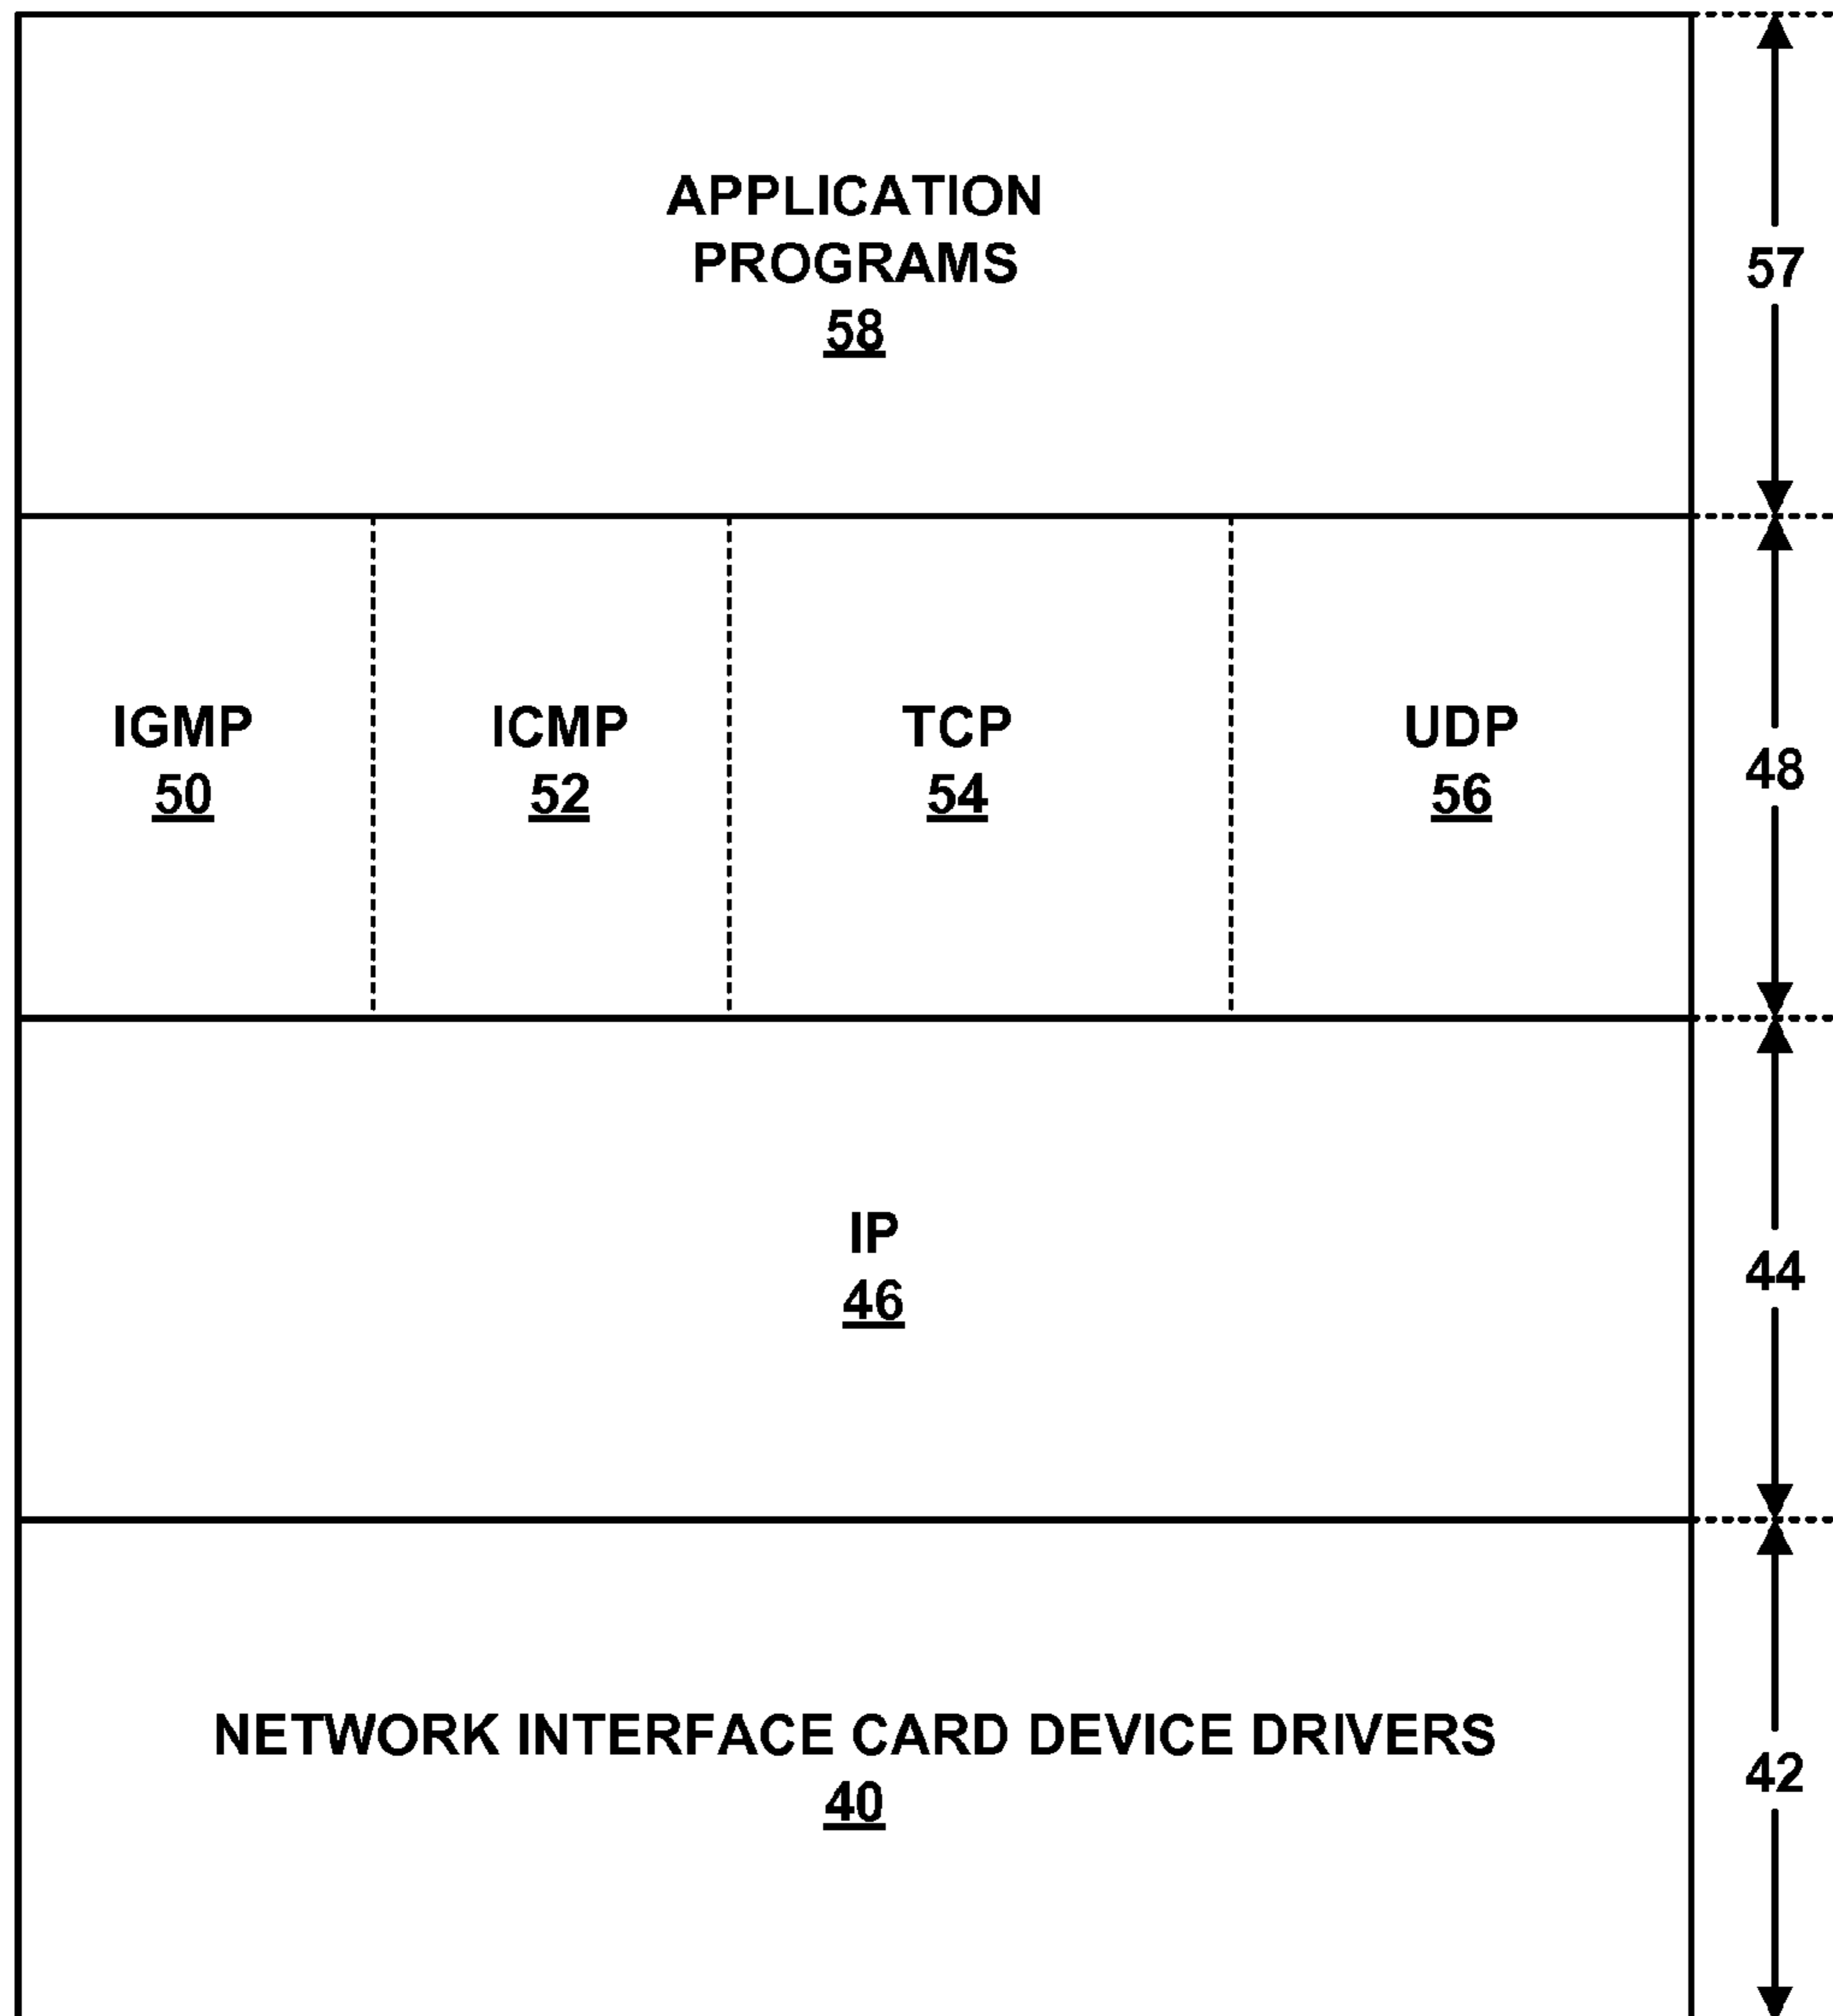 APPLICATION
PROGRAMS
58
57
IGMP
50
ICMP
52
TCP
54
UDP
56
48
IP
46
44
NETWORK INTERFACE CARD DEVICE DRIVERS
40
42